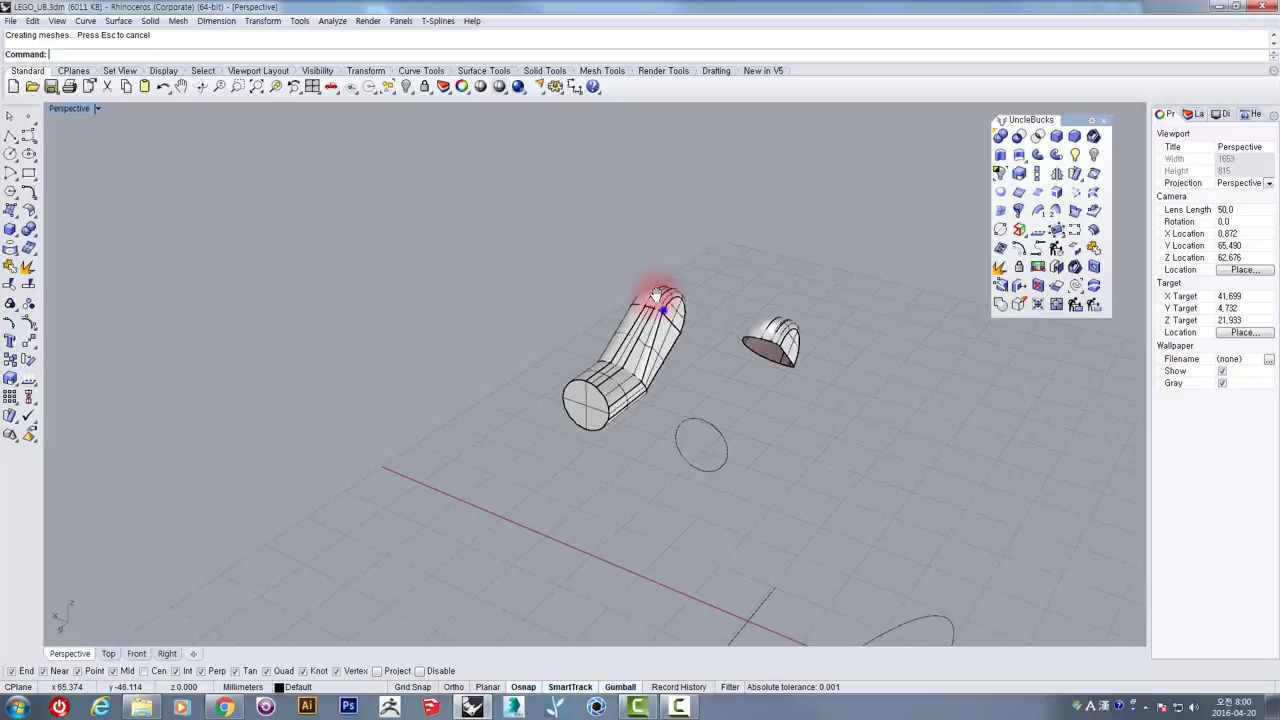 LEGO_UB.3dm (6011 KB) - Rhinoceros (Corporate) (64-bit) - [Perspective]
File Edit View Curve Surface Solid Mesh Dimension Transform Tools Analyze Render Panels T-Splines Help
Creating meshes... Press Esc to cancel
Command:
Standard CPlanes Set View Display Select Viewport Layout Visibility Transform Curve Tools Surface Tools Solid Tools Mesh Tools Render Tools Drafting New in V5
Perspective
UncleBucks
Pr La Di He
Viewport
Title Perspective
Width 1653
Height 815
Projection Perspective
Camera
Lens Length 50,0
Rotation 0,0
X Location 0,872
Y Location 65,490
Z Location 62,676
Location Place...
Target
X Target 41,699
Y Target 4,732
Z Target 21,933
Location Place...
Wallpaper
Filename (none) ...
Show
Gray
z
x
y
Perspective Top Front Right
End Near Point Mid Cen Int Perp Tan Quad Knot Vertex Project Disable
CPlane x 65.374 y -46.114 z 0.000 Millimeters Default Grid Snap Ortho Planar Osnap SmartTrack Gumball Record History Filter Absolute tolerance: 0.001
Ai Ps A 漢 오전 8:00
2016-04-20